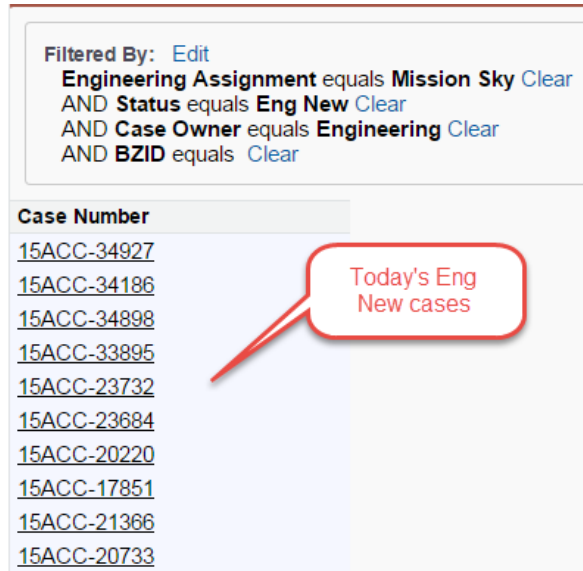 Filtered By: Edit
Engineering Assignment equals Mission Sky Clear
AND Status equals Eng New Clear
AND Case Owner equals Engineering Clear
AND BZID equals Clear
Case Number
15ACC-34927
15ACC-34186
15ACC-34898
15ACC-33895
15ACC-23732
15ACC-23684
15ACC-20220
15ACC-17851
15ACC-21366
15ACC-20733
Today's Eng
New cases